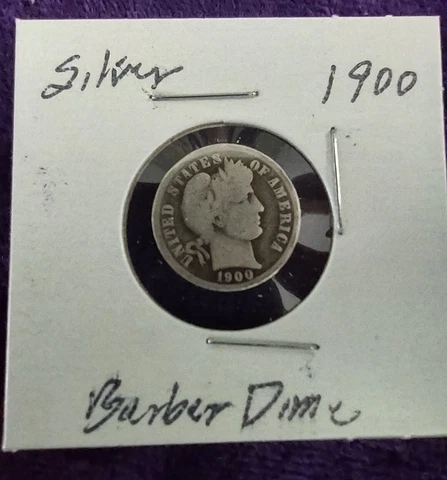 Silver 1900
UNITED STATES OF AMERICA
1900
Barber Dime